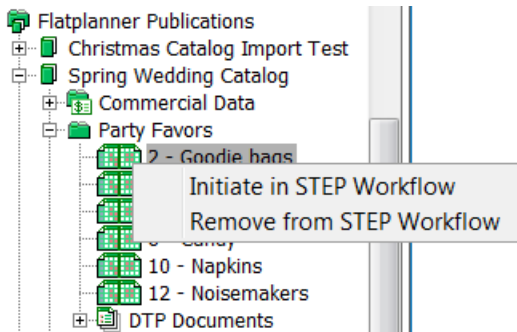 Flatplanner Publications
Christmas Catalog Import Test
Spring Wedding Catalog
Commercial Data
Party Favors
2 - Goodie bags
Initiate in STEP Workflow
Remove from STEP Workflow
Candy
10 - Napkins
12 - Noisemakers
DTP Documents